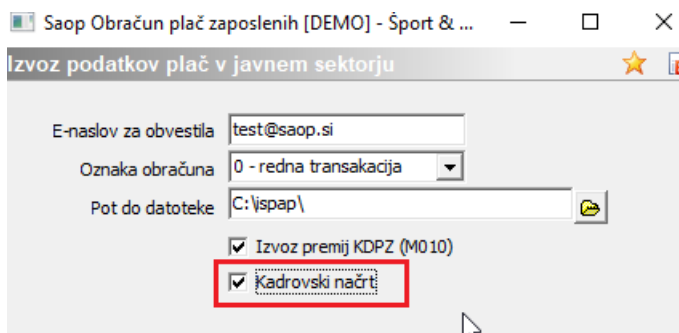 Saop Obračun plač zaposlenih [DEMO] - Šport & ...
Izvoz podatkov plač v javnem sektorju
E-naslov za obvestila test@saop.si
Oznaka obračuna 0 - redna transakacija
Pot do datoteke C:\ispap\
Izvoz premij KDPZ (M010)
Kadrovski načrt